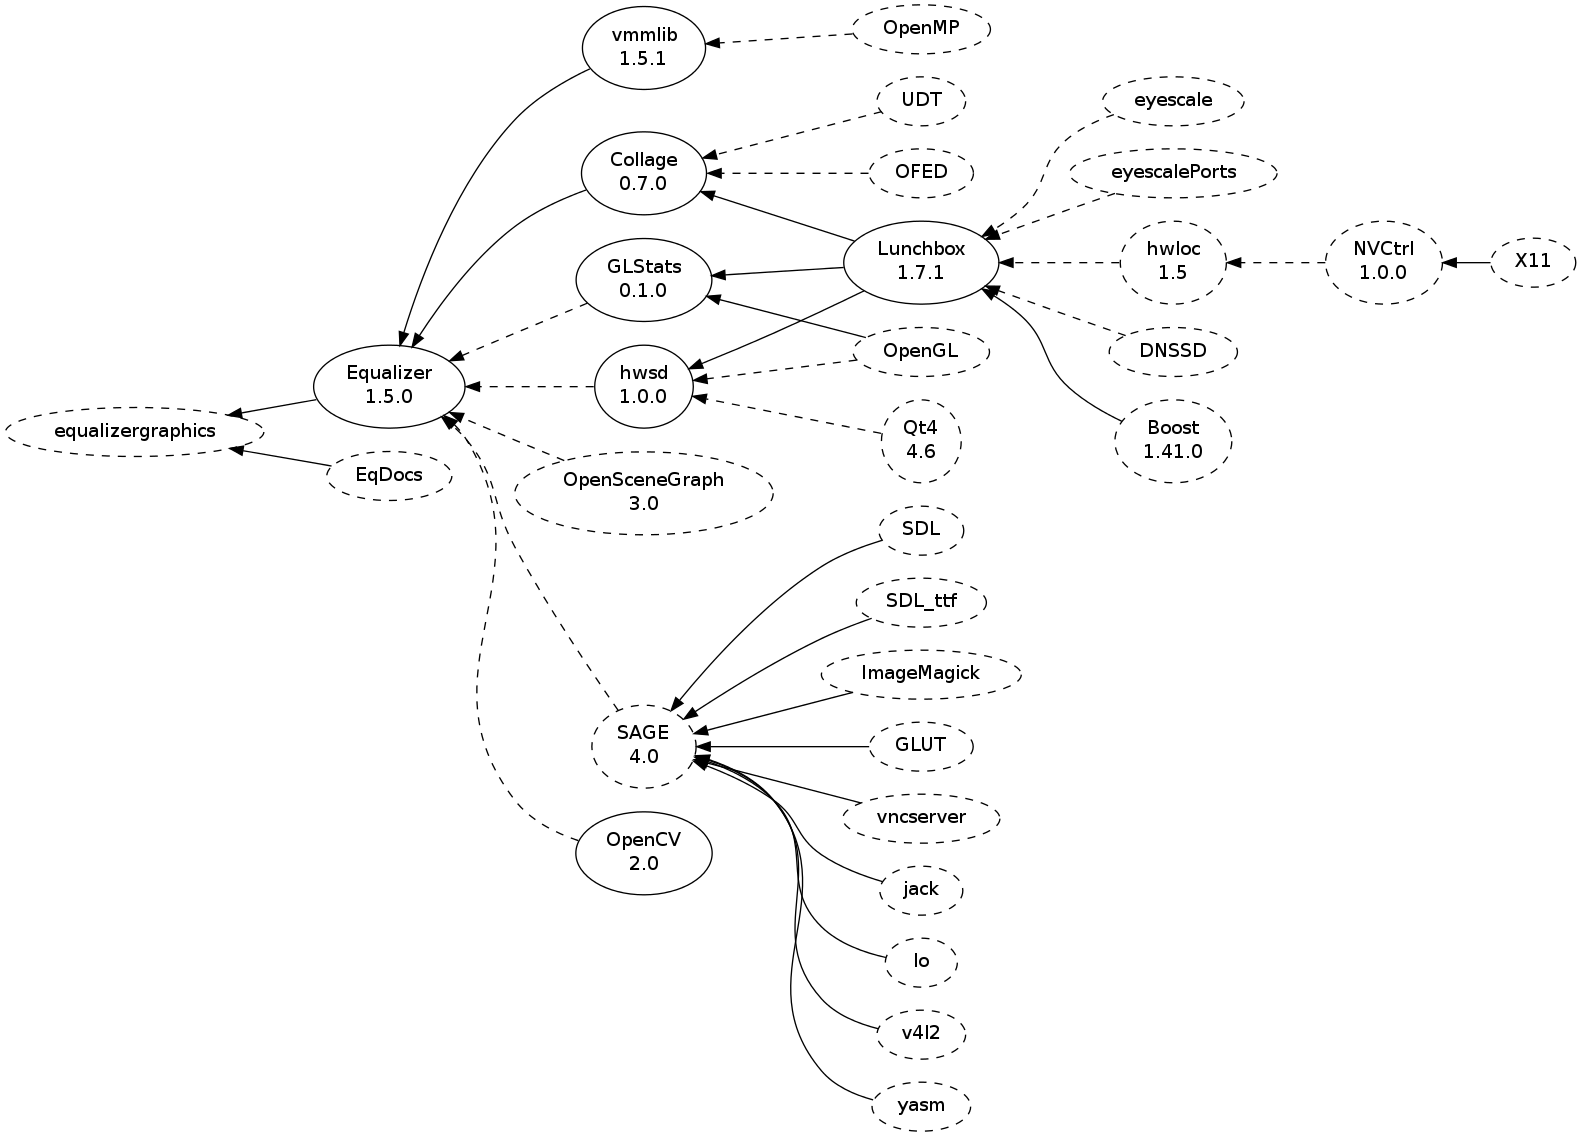 vmmlib
1.5.1
OpenMP
UDT
eyescale
Collage
0.7.0
OFED
eyescalePorts
GLStats
0.1.0
Lunchbox
1.7.1
hwloc
1.5
NVCtrl
1.0.0
X11
Equalizer
1.5.0
hwsd
1.0.0
OpenGL
DNSSD
equalizergraphics
EqDocs
Qt4
4.6
Boost
1.41.0
OpenSceneGraph
3.0
SDL
SDL_ttf
ImageMagick
SAGE
4.0
GLUT
vncserver
OpenCV
2.0
jack
lo
v4l2
yasm